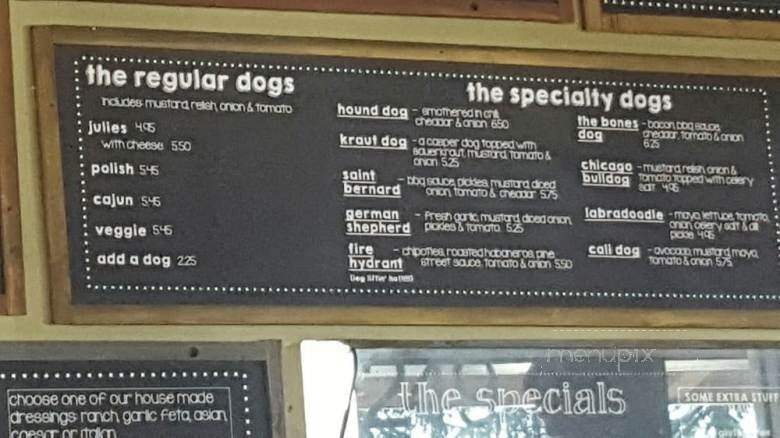 the regular dogs
includes: mustard, relish, onion & tomato
julies 4.95
with cheese 5.50
polish 5.45
cajun 5.45
veggie 5.45
add a dog 2.25
the specialty dogs
hound dog - smothered in chili,
cheddar & onion 6.50
kraut dog - a casper dog topped with
sauerkraut, mustard, tomato &
onion 5.25
saint
bernard - bbq sauce, pickles, mustard, diced
onion, tomato & cheddar 5.75
german
shepherd - fresh garlic, mustard, diced onion,
pickles & tomato 5.25
fire
hydrant - chipotles, roasted habaneros, pine
street sauce, tomato & onion 5.50
the bones
dog - bacon, bbq sauce,
cheddar, tomato & onion
6.25
chicago
bulldog - mustard, relish, onion &
tomato topped with celery
salt 4.95
labradoodle - mayo, lettuce, tomato,
onion, celery salt & dill
pickle 4.95
cali dog - avocado, mustard, mayo,
tomato & onion 5.75
choose one of our house made
dressings: ranch, garlic feta, asian,
caesar or italian
menupix
the specials
SOME EXTRA STUFF